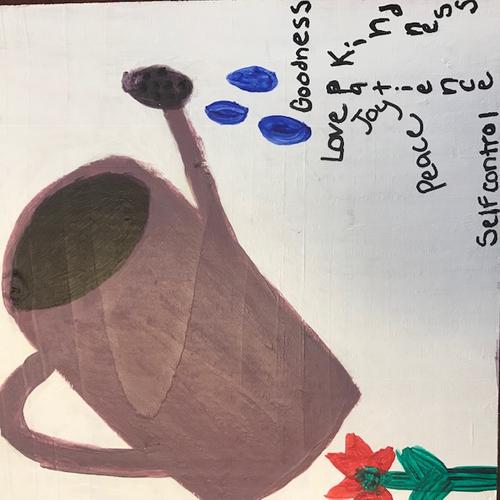 Goodness
Love
Joy
Patience
Kindness
Peace
Self control